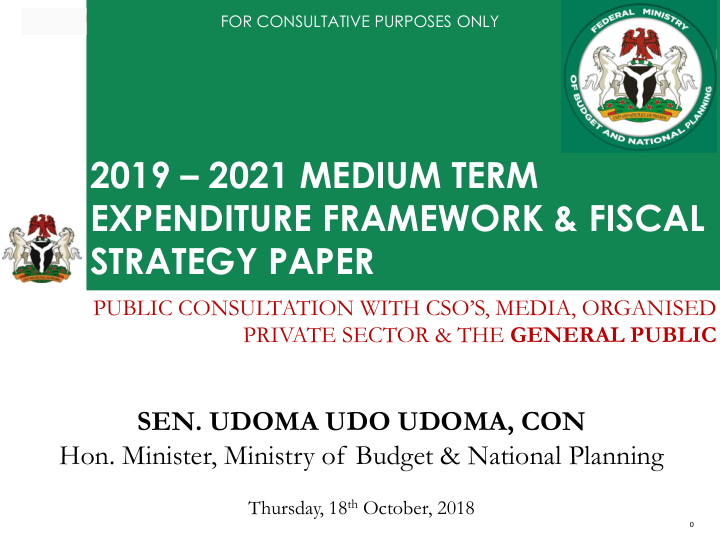 FOR CONSULTATIVE PURPOSES ONLY
FEDERAL MINISTRY
OF BUDGET AND NATIONAL PLANNING
2019 – 2021 MEDIUM TERM
EXPENDITURE FRAMEWORK & FISCAL
STRATEGY PAPER
PUBLIC CONSULTATION WITH CSO’S, MEDIA, ORGANISED
PRIVATE SECTOR & THE GENERAL PUBLIC
SEN. UDOMA UDO UDOMA, CON
Hon. Minister, Ministry of Budget & National Planning
Thursday, 18th October, 2018
0